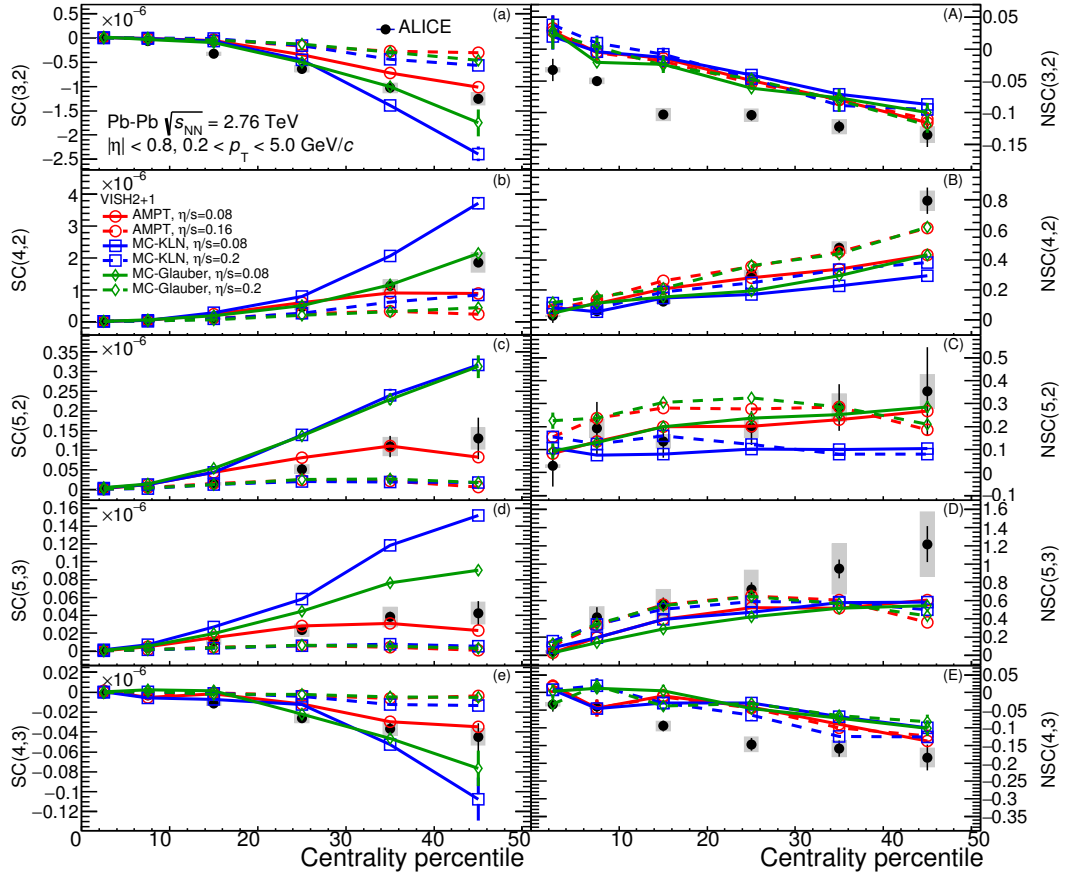 ×10⁻⁶
(a)
ALICE
(A)
0.5
0
−0.5
−1
−1.5
−2
−2.5
SC(3,2)
Pb-Pb √s_NN = 2.76 TeV
|η| < 0.8, 0.2 < p_T < 5.0 GeV/c
0.05
0
−0.05
−0.1
−0.15
NSC(3,2)
×10⁻⁶
(b)
(B)
4
3
2
1
0
SC(4,2)
VISH2+1
AMPT, η/s=0.08
AMPT, η/s=0.16
MC-KLN, η/s=0.08
MC-KLN, η/s=0.2
MC-Glauber, η/s=0.08
MC-Glauber, η/s=0.2
0.8
0.6
0.4
0.2
0
NSC(4,2)
×10⁻⁶
(c)
(C)
0.35
0.3
0.25
0.2
0.15
0.1
0.05
0
SC(5,2)
0.5
0.4
0.3
0.2
0.1
0
−0.1
NSC(5,2)
×10⁻⁶
(d)
(D)
0.16
0.14
0.12
0.1
0.08
0.06
0.04
0.02
0
SC(5,3)
1.6
1.4
1.2
1
0.8
0.6
0.4
0.2
0
NSC(5,3)
×10⁻⁶
(e)
(E)
0.02
0
−0.02
−0.04
−0.06
−0.08
−0.1
−0.12
SC(4,3)
0.05
0
−0.05
−0.1
−0.15
−0.2
−0.25
−0.3
−0.35
NSC(4,3)
0 10 20 30 40 50
0 10 20 30 40 50
Centrality percentile
Centrality percentile